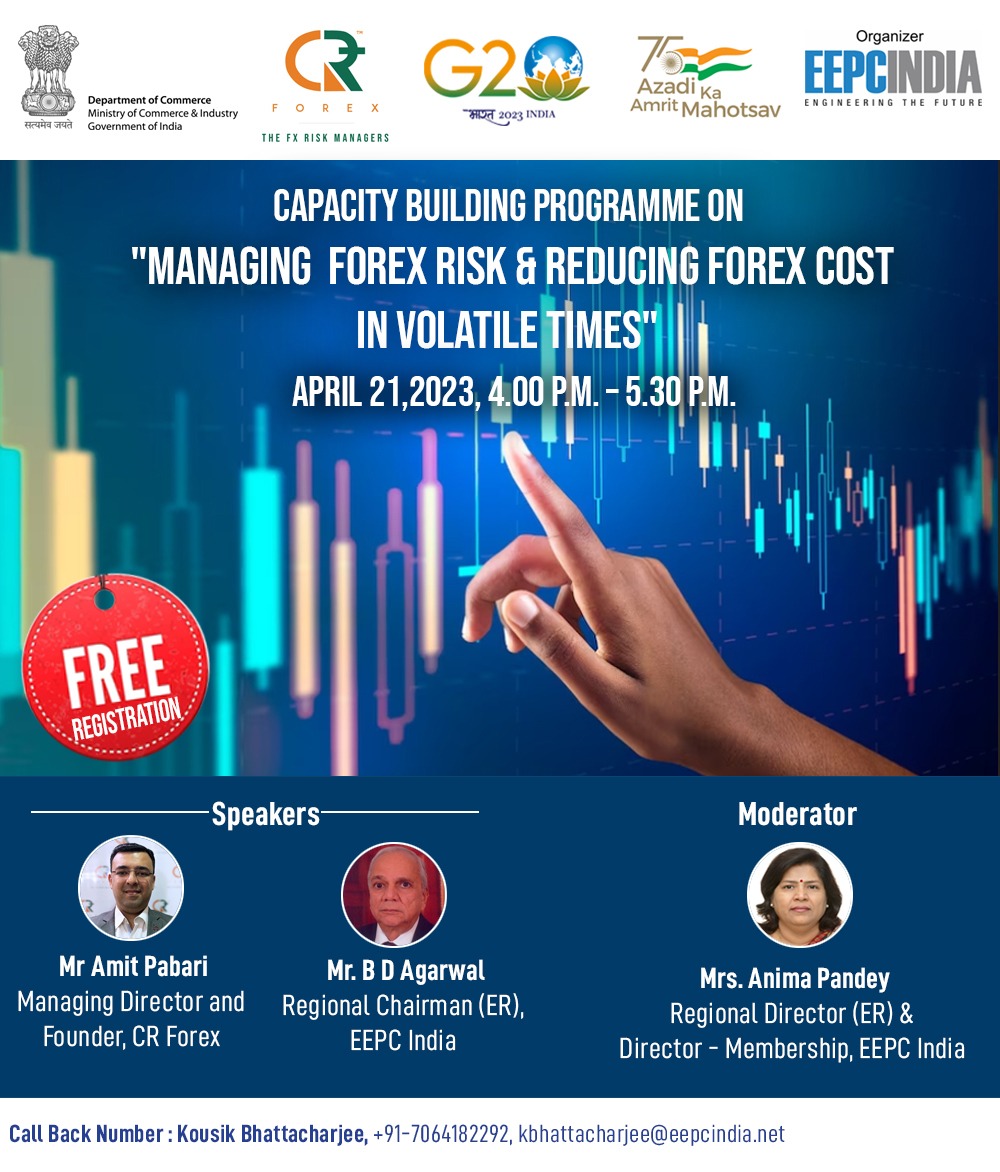 सत्यमेव जयते
Department of Commerce
Ministry of Commerce & Industry
Government of India
CR
™
FOREX
THE FX RISK MANAGERS
G20
भारत 2023 INDIA
75
Azadi Ka
Amrit Mahotsav
Organizer
EEPCINDIA
ENGINEERING THE FUTURE
CAPACITY BUILDING PROGRAMME ON
"MANAGING FOREX RISK & REDUCING FOREX COST
IN VOLATILE TIMES"
APRIL 21,2023, 4.00 P.M. – 5.30 P.M.
FREE
REGISTRATION
Speakers
Mr Amit Pabari
Managing Director and
Founder, CR Forex
Mr. B D Agarwal
Regional Chairman (ER),
EEPC India
Moderator
Mrs. Anima Pandey
Regional Director (ER) &
Director - Membership, EEPC India
Call Back Number : Kousik Bhattacharjee, +91-7064182292, kbhattacharjee@eepcindia.net